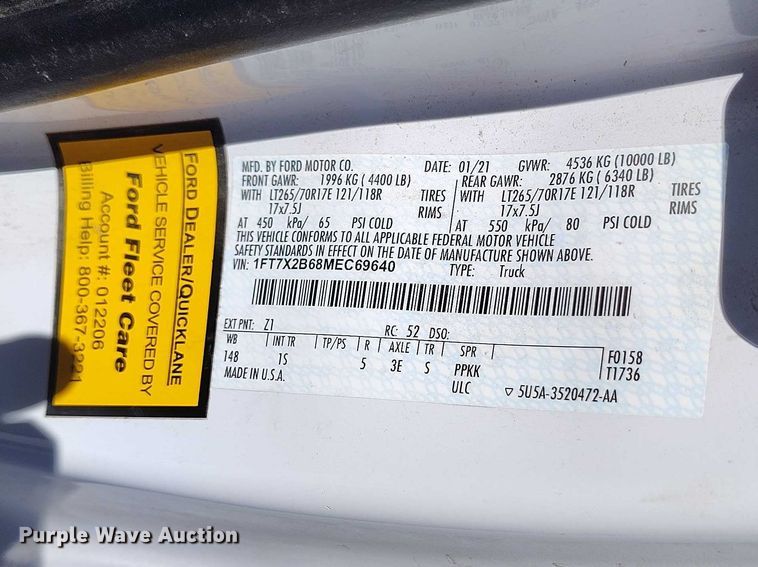 FORD DEALER/QUICKLANE
VEHICLE SERVICE COVERED BY
Ford Fleet Care
Account #: 012206
Billing Help: 800-367-3221
MFD. BY FORD MOTOR CO. DATE: 01/21 GVWR: 4536 KG (10000 LB)
FRONT GAWR: 1996 KG ( 4400 LB) REAR GAWR: 2876 KG ( 6340 LB)
WITH LT265/70R17E 121/118R TIRES WITH LT265/70R17E 121/118R TIRES
17x7.5J RIMS 17x7.5J RIMS
AT 450 kPa/ 65 PSI COLD AT 550 kPa/ 80 PSI COLD
THIS VEHICLE CONFORMS TO ALL APPLICABLE FEDERAL MOTOR VEHICLE
SAFETY STANDARDS IN EFFECT ON THE DATE OF MANUFACTURE SHOWN ABOVE.
VIN: 1FT7X2B68MEC69640 TYPE: Truck
EXT PNT: Z1 RC: 52 DSO:
WB INT TR TP/PS R AXLE TR SPR F0158
148 1S 5 3E S PPKK T1736
MADE IN U.S.A. ULC ▽ 5U5A-3520472-AA
Purple Wave Auction